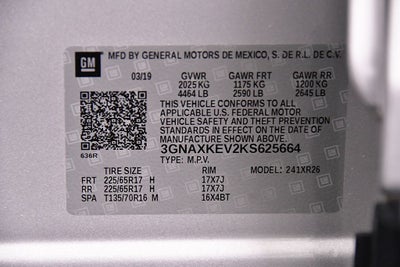 GM MFD BY GENERAL MOTORS DE MEXICO, S. DE R.L. DE C.V.
03/19 GVWR GAWR FRT GAWR RR
2025 KG 1175 KG 1200 KG
4464 LB 2590 LB 2645 LB
THIS VEHICLE CONFORMS TO ALL
APPLICABLE U.S. FEDERAL MOTOR
VEHICLE SAFETY AND THEFT PREVENTION
STANDARDS IN EFFECT ON THE DATE OF
MANUFACTURE SHOWN ABOVE.
636R 3GNAXKEV2KS625664
TYPE: M.P.V.
TIRE SIZE RIM MODEL: 241XR26
FRT 225/65R17 H 17X7J
RR 225/65R17 H 17X7J
SPA T135/70R16 M 16X4BT